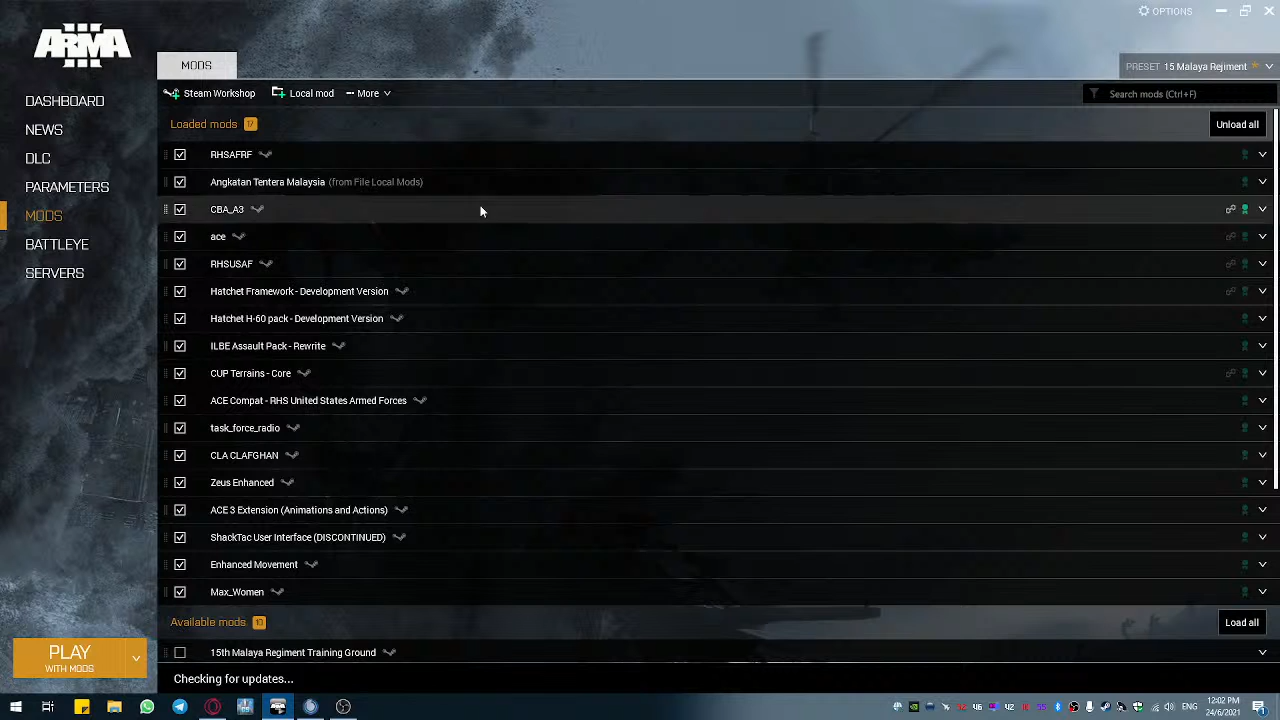 ARMA
III
OPTIONS
MODS
PRESET 15 Malaya Rejiment
DASHBOARD
NEWS
DLC
PARAMETERS
MODS
BATTLEYE
SERVERS
Steam Workshop
Local mod
More
Search mods (Ctrl+F)
Loaded mods 17
Unload all
RHSAFRF
Angkatan Tentera Malaysia (from File Local Mods)
CBA_A3
ace
RHSUSAF
Hatchet Framework - Development Version
Hatchet H-60 pack - Development Version
ILBE Assault Pack - Rewrite
CUP Terrains - Core
ACE Compat - RHS United States Armed Forces
task_force_radio
CLA CLAFGHAN
Zeus Enhanced
ACE 3 Extension (Animations and Actions)
ShackTac User Interface (DISCONTINUED)
Enhanced Movement
Max_Women
Available mods 13
Load all
15th Malaya Regiment Training Ground
PLAY
WITH MODS
Checking for updates...
12:02 PM
24/6/2021